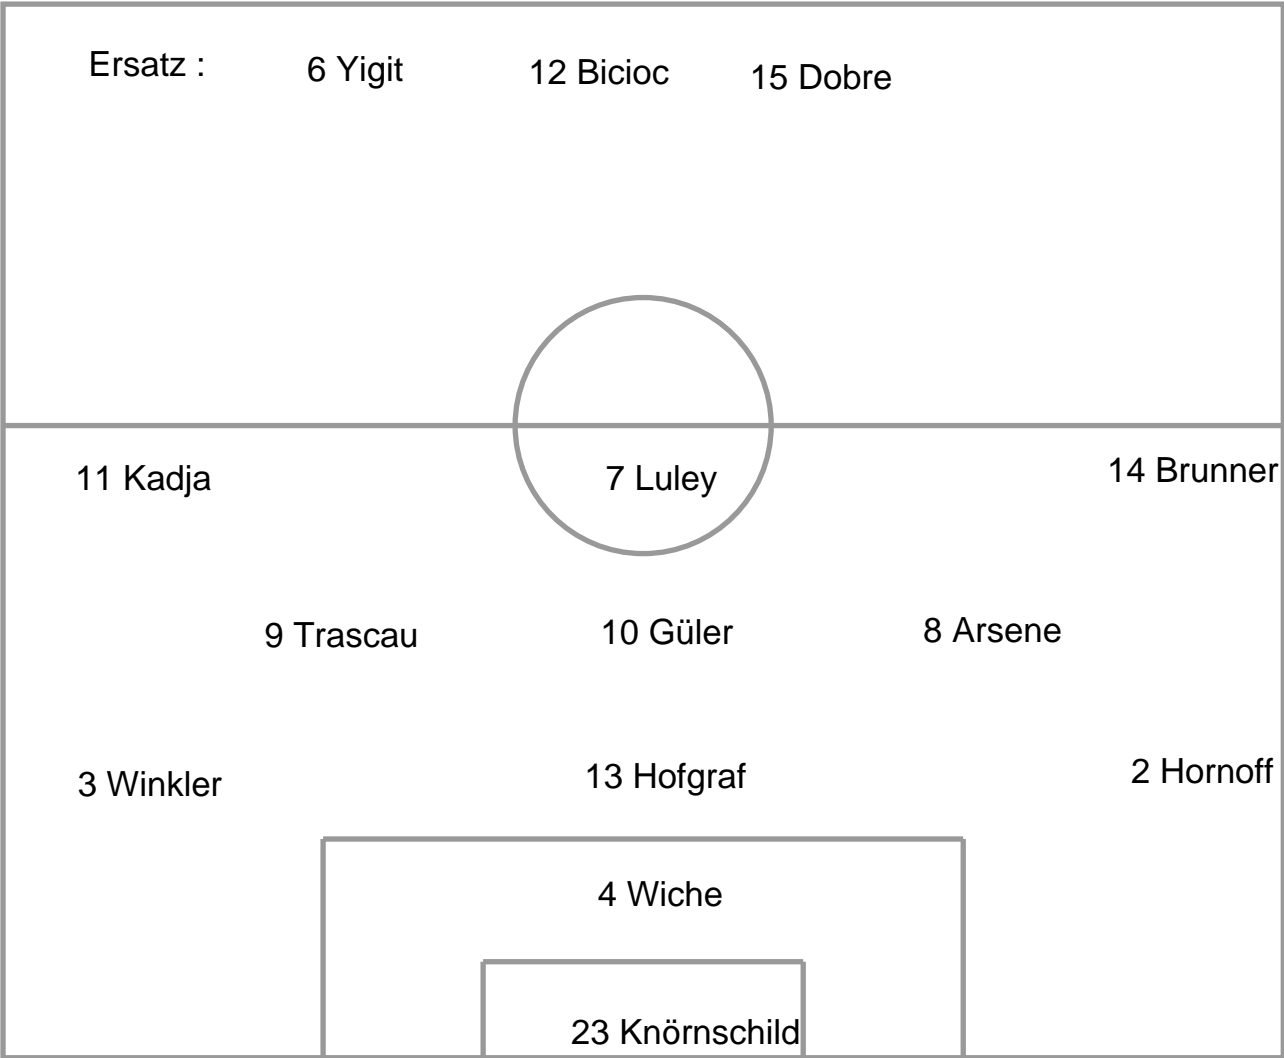 Ersatz : 6 Yigit 12 Bicioc 15 Dobre
11 Kadja 7 Luley 14 Brunner
9 Trascau 10 Güler 8 Arsene
3 Winkler 13 Hofgraf 2 Hornoff
4 Wiche
23 Knörnschild